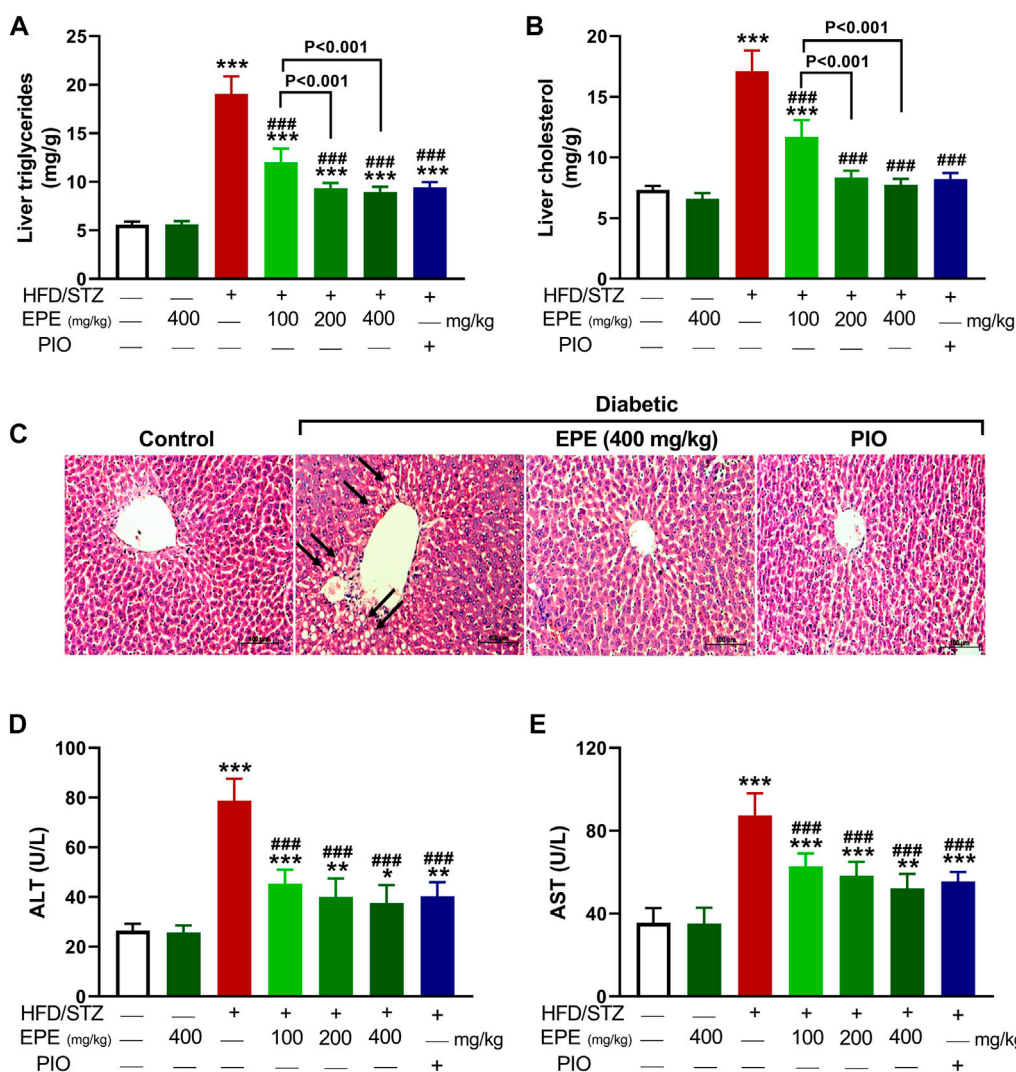 A
Liver triglycerides
(mg/g)
25
20
15
10
5
0
***
###
***
###
***
###
***
###
***
P<0.001
P<0.001
HFD/STZ — — + + + + +
EPE (mg/kg) — 400 — 100 200 400 — mg/kg
PIO — — — — — — +
B
Liver cholesterol
(mg/g)
20
15
10
5
0
***
###
***
###
###
###
P<0.001
P<0.001
HFD/STZ — — + + + + +
EPE (mg/kg) — 400 — 100 200 400 — mg/kg
PIO — — — — — — +
C
Diabetic
Control EPE (400 mg/kg) PIO
100 µm
D
ALT (U/L)
100
80
60
40
20
0
***
###
***
###
**
###
*
###
**
HFD/STZ — — + + + + +
EPE (mg/kg) — 400 — 100 200 400 — mg/kg
PIO — — — — — — +
E
AST (U/L)
120
80
40
0
***
###
***
###
***
###
**
###
***
HFD/STZ — — + + + + +
EPE (mg/kg) — 400 — 100 200 400 — mg/kg
PIO — — — — — — +